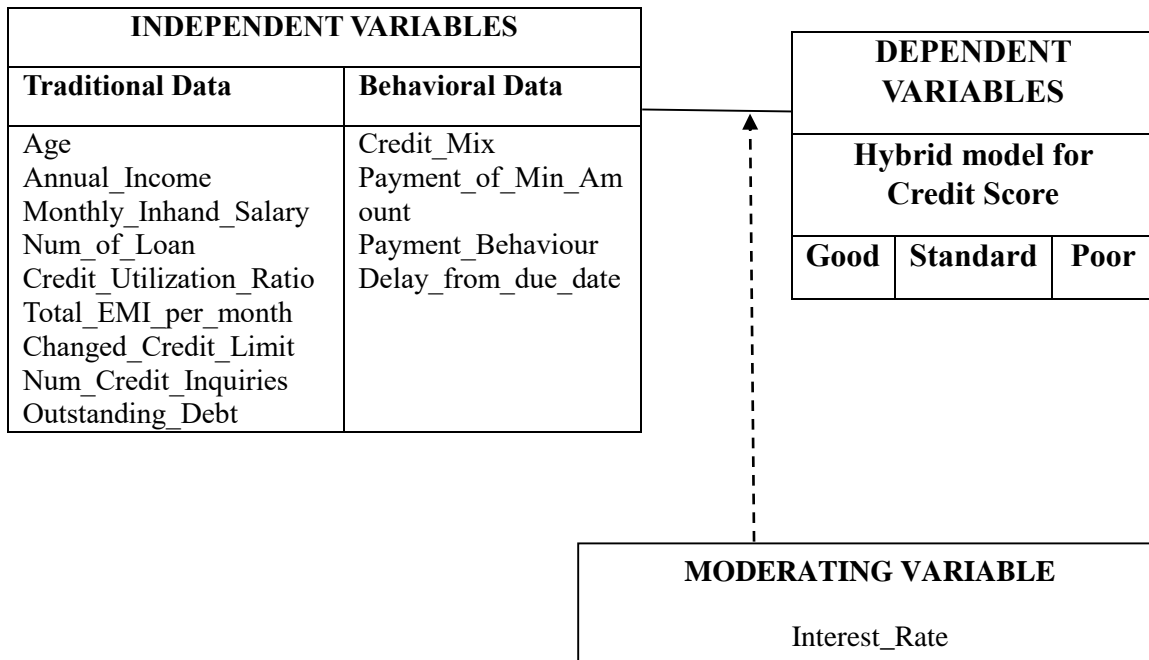 INDEPENDENT VARIABLES
Traditional Data
Age
Annual_Income
Monthly_Inhand_Salary
Num_of_Loan
Credit_Utilization_Ratio
Total_EMI_per_month
Changed_Credit_Limit
Num_Credit_Inquiries
Outstanding_Debt
Behavioral Data
Credit_Mix
Payment_of_Min_Am
ount
Payment_Behaviour
Delay_from_due_date
DEPENDENT
VARIABLES
Hybrid model for
Credit Score
Good Standard Poor
MODERATING VARIABLE
Interest_Rate